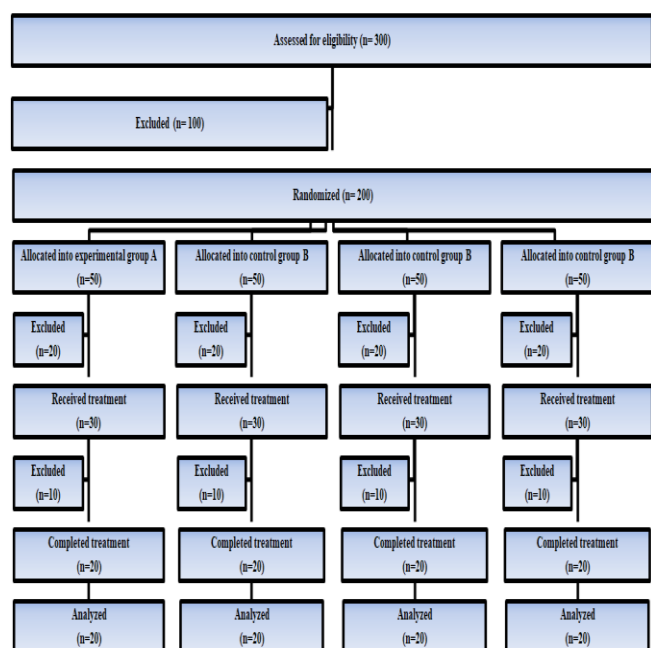 Assessed for eligibility (n= 300)
Excluded (n= 100)
Randomized (n= 200)
Allocated into experimental group A
(n=50)
Allocated into control group B
(n=50)
Allocated into control group B
(n=50)
Allocated into control group B
(n=50)
Excluded
(n=20)
Excluded
(n=20)
Excluded
(n=20)
Excluded
(n=20)
Received treatment
(n=30)
Received treatment
(n=30)
Received treatment
(n=30)
Received treatment
(n=30)
Excluded
(n=10)
Excluded
(n=10)
Excluded
(n=10)
Excluded
(n=10)
Completed treatment
(n=20)
Completed treatment
(n=20)
Completed treatment
(n=20)
Completed treatment
(n=20)
Analyzed
(n=20)
Analyzed
(n=20)
Analyzed
(n=20)
Analyzed
(n=20)